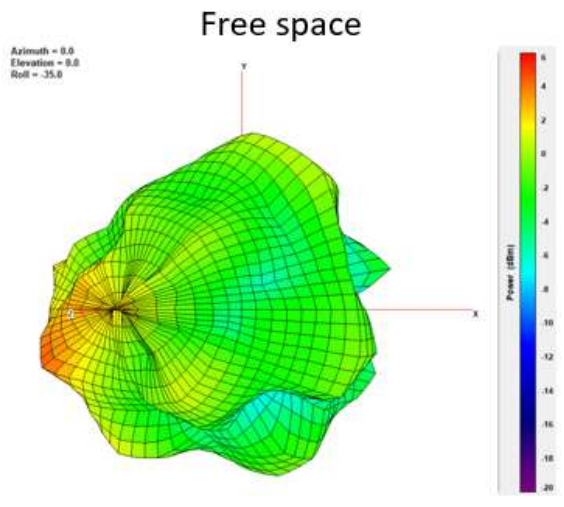 Free space
Azimuth = 0.0
Elevation = 0.0
Roll = -35.0
Y
X
Power (dBm)
6
4
2
0
-2
-4
-6
-8
-10
-12
-14
-16
-18
-20